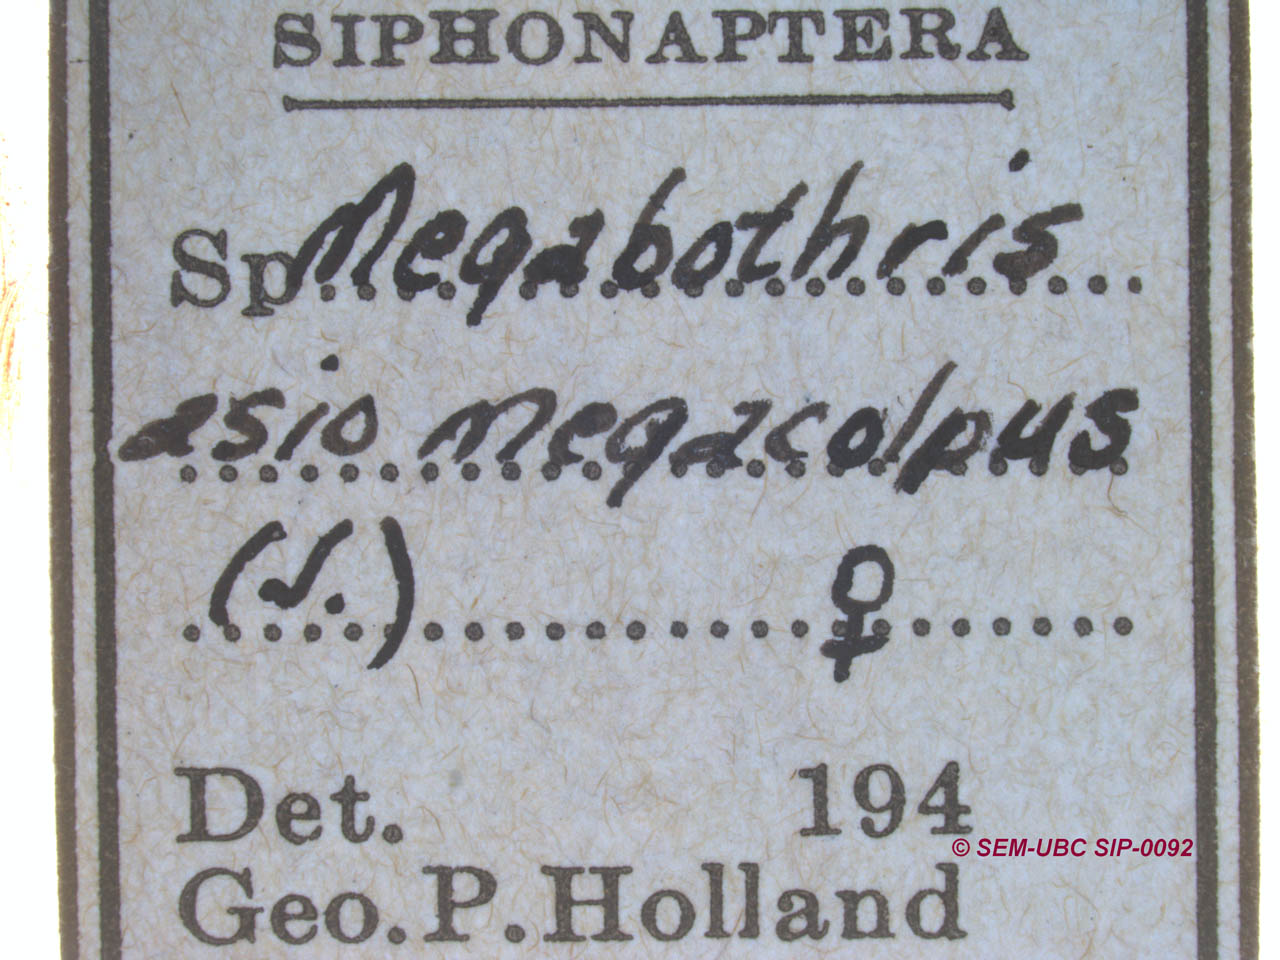 SIPHONAPTERA
Sp. Megabothris
asio megacolpus
(J.) ♀
Det. 194
© SEM-UBC SIP-0092
Geo. P. Holland